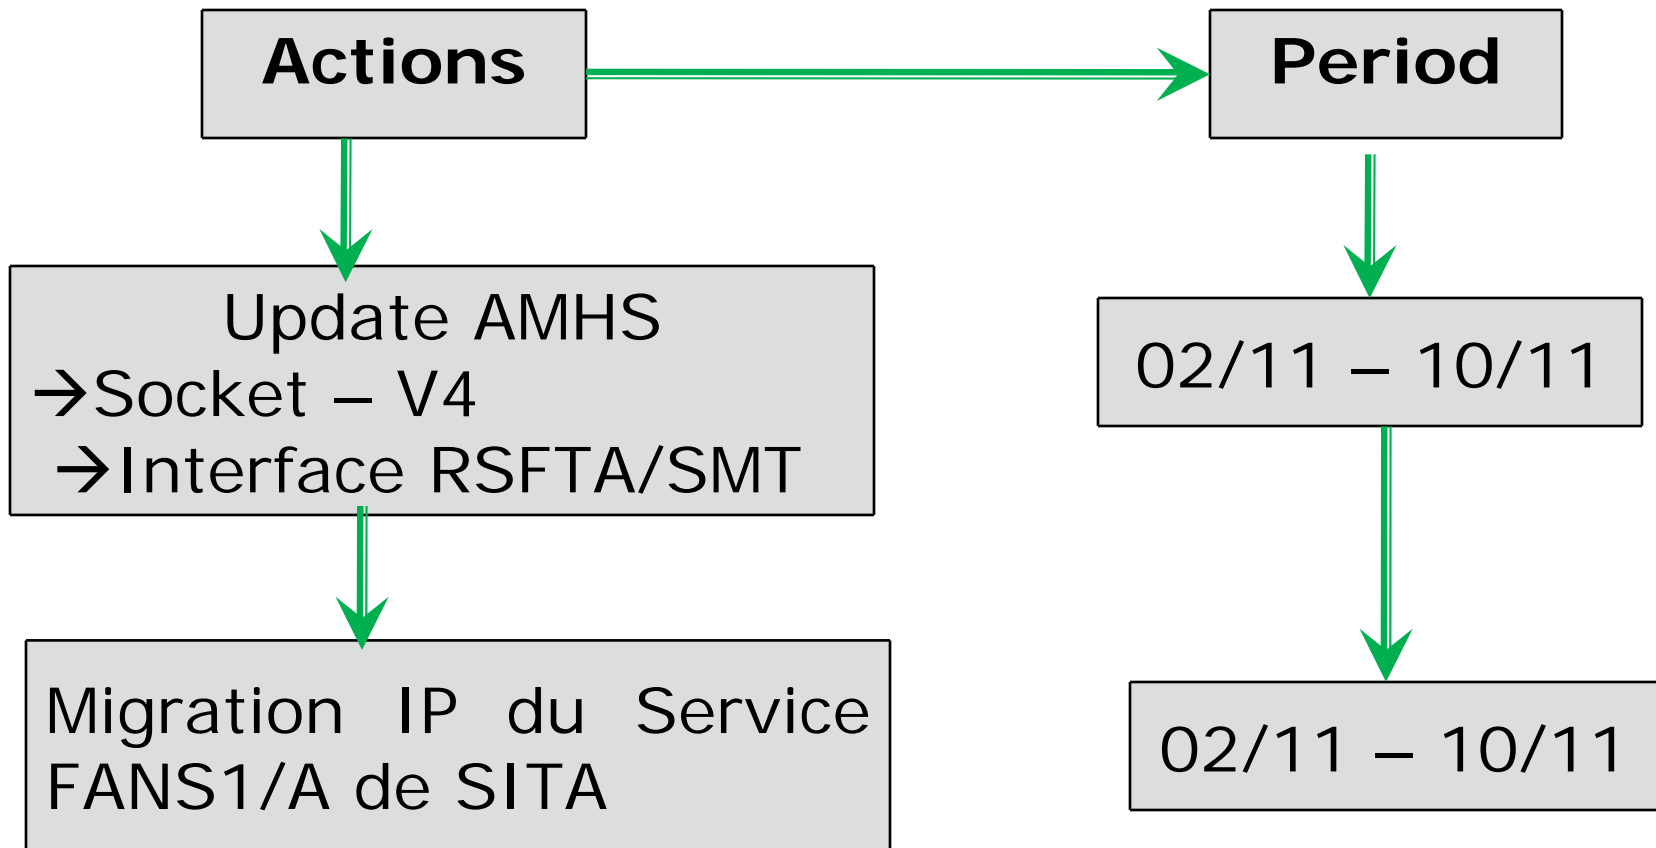 Actions
Period
Update AMHS
→Socket – V4
→Interface RSFTA/SMT
02/11 – 10/11
Migration IP du Service
FANS1/A de SITA
02/11 – 10/11